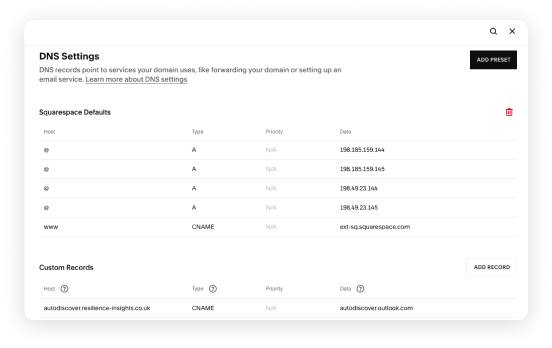 DNS Settings
ADD PRESET
DNS records point to services your domain uses, like forwarding your domain or setting up an
email service. Learn more about DNS settings
Squarespace Defaults
Host Type Priority Data
@ A N/A 198.185.159.144
@ A N/A 198.185.159.145
@ A N/A 198.49.23.144
@ A N/A 198.49.23.145
www CNAME N/A ext-sq.squarespace.com
Custom Records
ADD RECORD
Host ? Type ? Priority Data ?
autodiscover.resilience-insights.co.uk CNAME N/A autodiscover.outlook.com